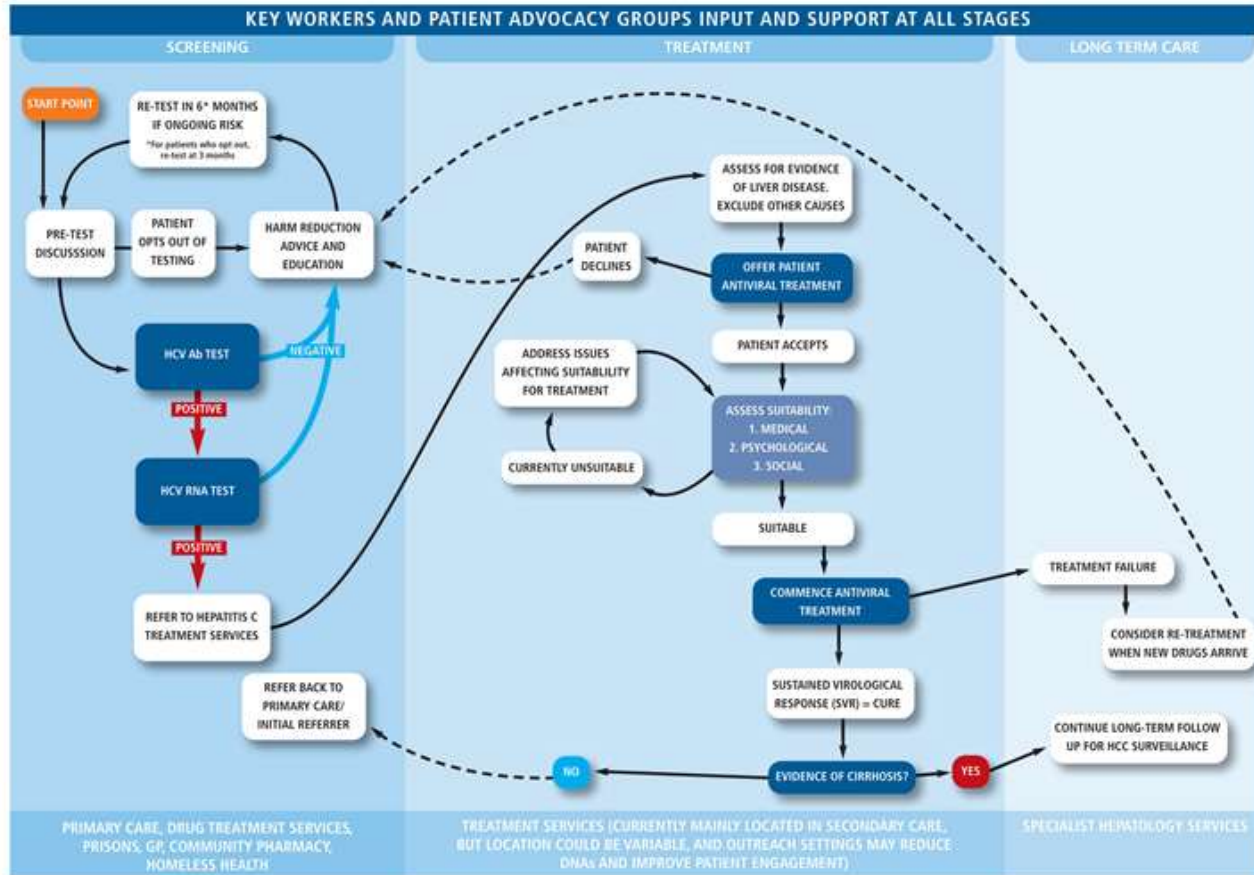 KEY WORKERS AND PATIENT ADVOCACY GROUPS INPUT AND SUPPORT AT ALL STAGES
SCREENING
TREATMENT
LONG TERM CARE
START POINT
RE-TEST IN 6* MONTHS
IF ONGOING RISK
*For patients who opt out,
re-test at 3 months
PRE-TEST
DISCUSSSION
PATIENT
OPTS OUT OF
TESTING
HARM REDUCTION
ADVICE AND
EDUCATION
HCV Ab TEST
NEGATIVE
POSITIVE
HCV RNA TEST
POSITIVE
REFER TO HEPATITIS C
TREATMENT SERVICES
REFER BACK TO
PRIMARY CARE/
INITIAL REFERRER
ASSESS FOR EVIDENCE
OF LIVER DISEASE.
EXCLUDE OTHER CAUSES
PATIENT
DECLINES
OFFER PATIENT
ANTIVIRAL TREATMENT
PATIENT ACCEPTS
ADDRESS ISSUES
AFFECTING SUITABLILITY
FOR TREATMENT
ASSESS SUITABILITY:
1. MEDICAL
2. PSYCHOLOGICAL
3. SOCIAL
CURRENTLY UNSUITABLE
SUITABLE
COMMENCE ANTIVIRAL
TREATMENT
TREATMENT FAILURE
CONSIDER RE-TREATMENT
WHEN NEW DRUGS ARRIVE
SUSTAINED VIROLOGICAL
RESPONSE (SVR) = CURE
CONTINUE LONG-TERM FOLLOW
UP FOR HCC SURVEILLANCE
NO
EVIDENCE OF CIRRHOSIS?
YES
PRIMARY CARE, DRUG TREATMENT SERVICES,
PRISONS, GP, COMMUNITY PHARMACY,
HOMELESS HEALTH
TREATMENT SERVICES (CURRENTLY MAINLY LOCATED IN SECONDARY CARE,
BUT LOCATION COULD BE VARIABLE, AND OUTREACH SETTINGS MAY REDUCE
DNAs AND IMPROVE PATIENT ENGAGEMENT)
SPECIALIST HEPATOLOGY SERVICES